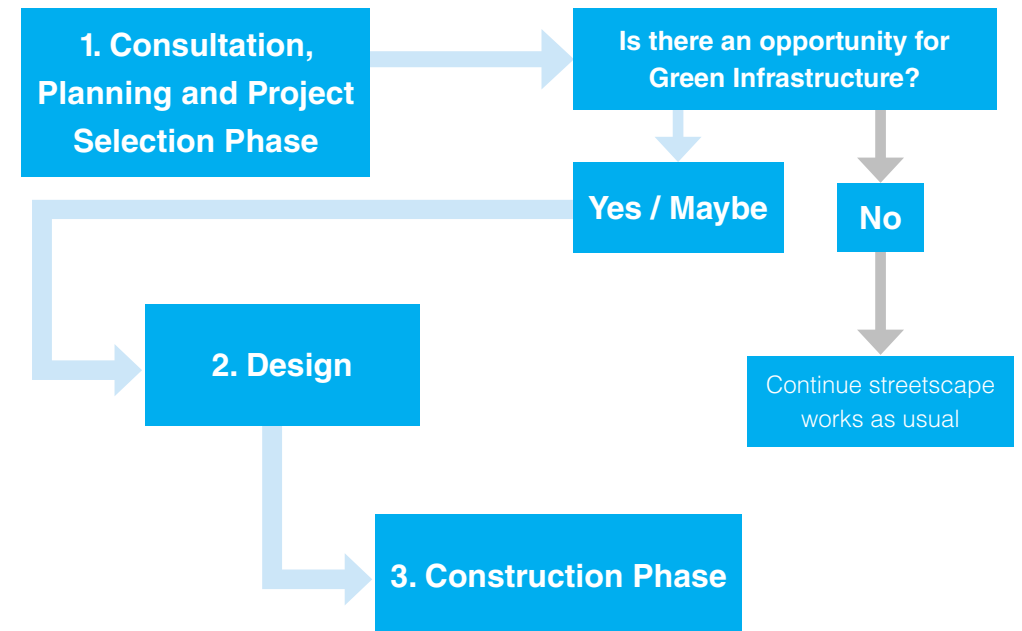 1. Consultation,
Planning and Project
Selection Phase
Is there an opportunity for
Green Infrastructure?
Yes / Maybe
No
2. Design
Continue streetscape
works as usual
3. Construction Phase